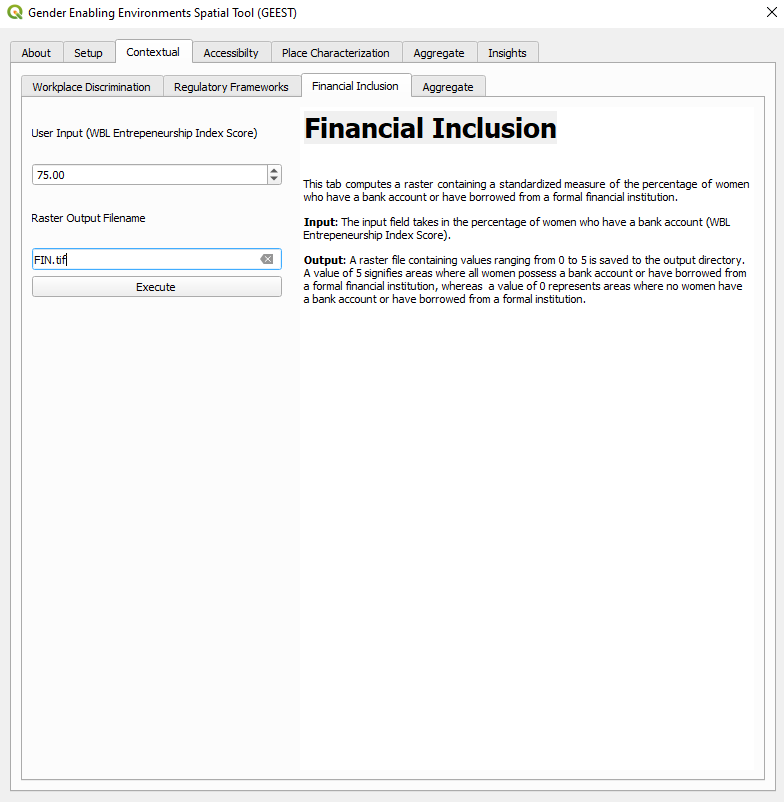 Gender Enabling Environments Spatial Tool (GEEST)
About Setup Contextual Accessibilty Place Characterization Aggregate Insights
Workplace Discrimination Regulatory Frameworks Financial Inclusion Aggregate
User Input (WBL Entrepeneurship Index Score)
75.00
Raster Output Filename
FIN.tif
Execute
Financial Inclusion
This tab computes a raster containing a standardized measure of the percentage of women
who have a bank account or have borrowed from a formal financial institution.
Input: The input field takes in the percentage of women who have a bank account (WBL
Entrepeneurship Index Score).
Output: A raster file containing values ranging from 0 to 5 is saved to the output directory.
A value of 5 signifies areas where all women possess a bank account or have borrowed from
a formal financial institution, whereas a value of 0 represents areas where no women have
a bank account or have borrowed from a formal institution.